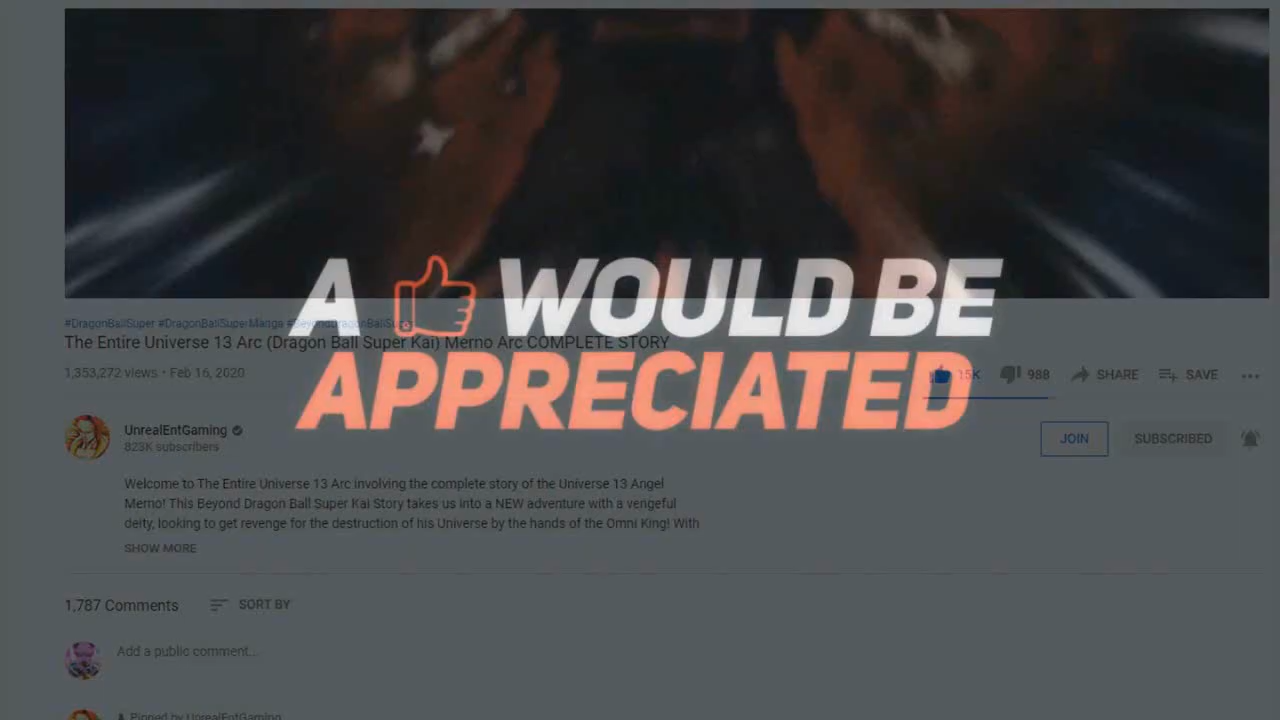 A WOULD BE
APPRECIATED
#DragonBallSuper #DragonBallSuperManga #BeyondDragonBallSuper
The Entire Universe 13 Arc (Dragon Ball Super Kai) Merno Arc COMPLETE STORY
1,353,272 views • Feb 16, 2020
15K 988 SHARE SAVE
UnrealEntGaming
823K subscribers
JOIN SUBSCRIBED
Welcome to The Entire Universe 13 Arc involving the complete story of the Universe 13 Angel
Merno! This Beyond Dragon Ball Super Kai Story takes us into a NEW adventure with a vengeful
deity, looking to get revenge for the destruction of his Universe by the hands of the Omni King! With
SHOW MORE
1,787 Comments SORT BY
Add a public comment...
Pinned by UnrealEntGaming